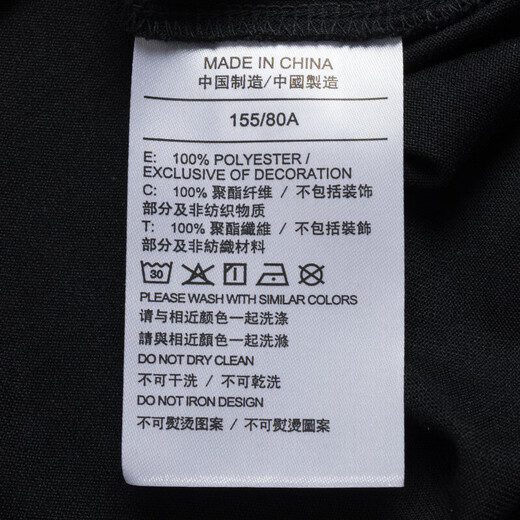 MADE IN CHINA
中国制造/中國製造
155/80A
E: 100% POLYESTER /
EXCLUSIVE OF DECORATION
C: 100% 聚酯纤维 / 不包括装饰
部分及非纺织物质
T: 100% 聚酯纖維 / 不包括裝飾
部分及非紡織材料
30
PLEASE WASH WITH SIMILAR COLORS
请与相近颜色一起洗涤
請與相近顏色一起洗滌
DO NOT DRY CLEAN
不可干洗 / 不可乾洗
DO NOT IRON DESIGN
不可熨烫图案 / 不可熨燙圖案